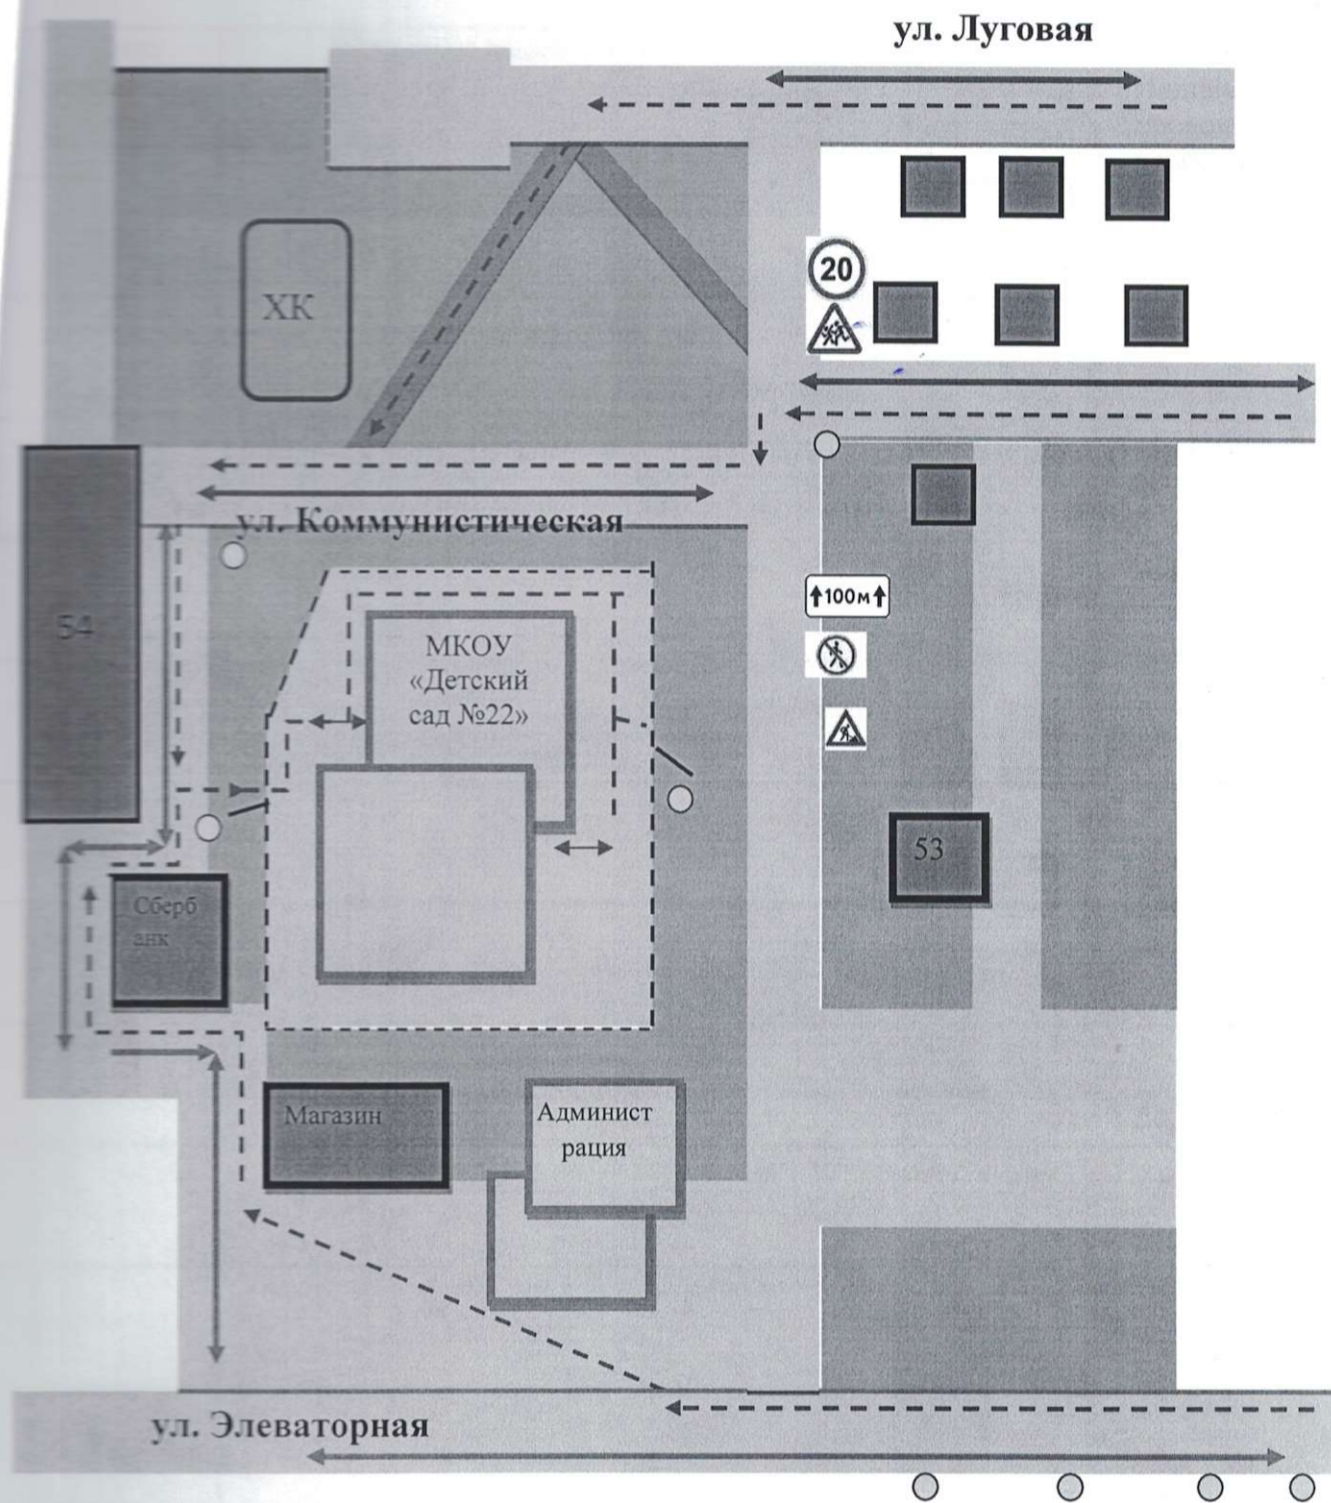 ул. Луговая
ХК
20
ул. Коммунистическая
54
100м
МКОУ
«Детский
сад №22»
53
Сберб
анк
Магазин
Админист
рация
ул. Элеваторная